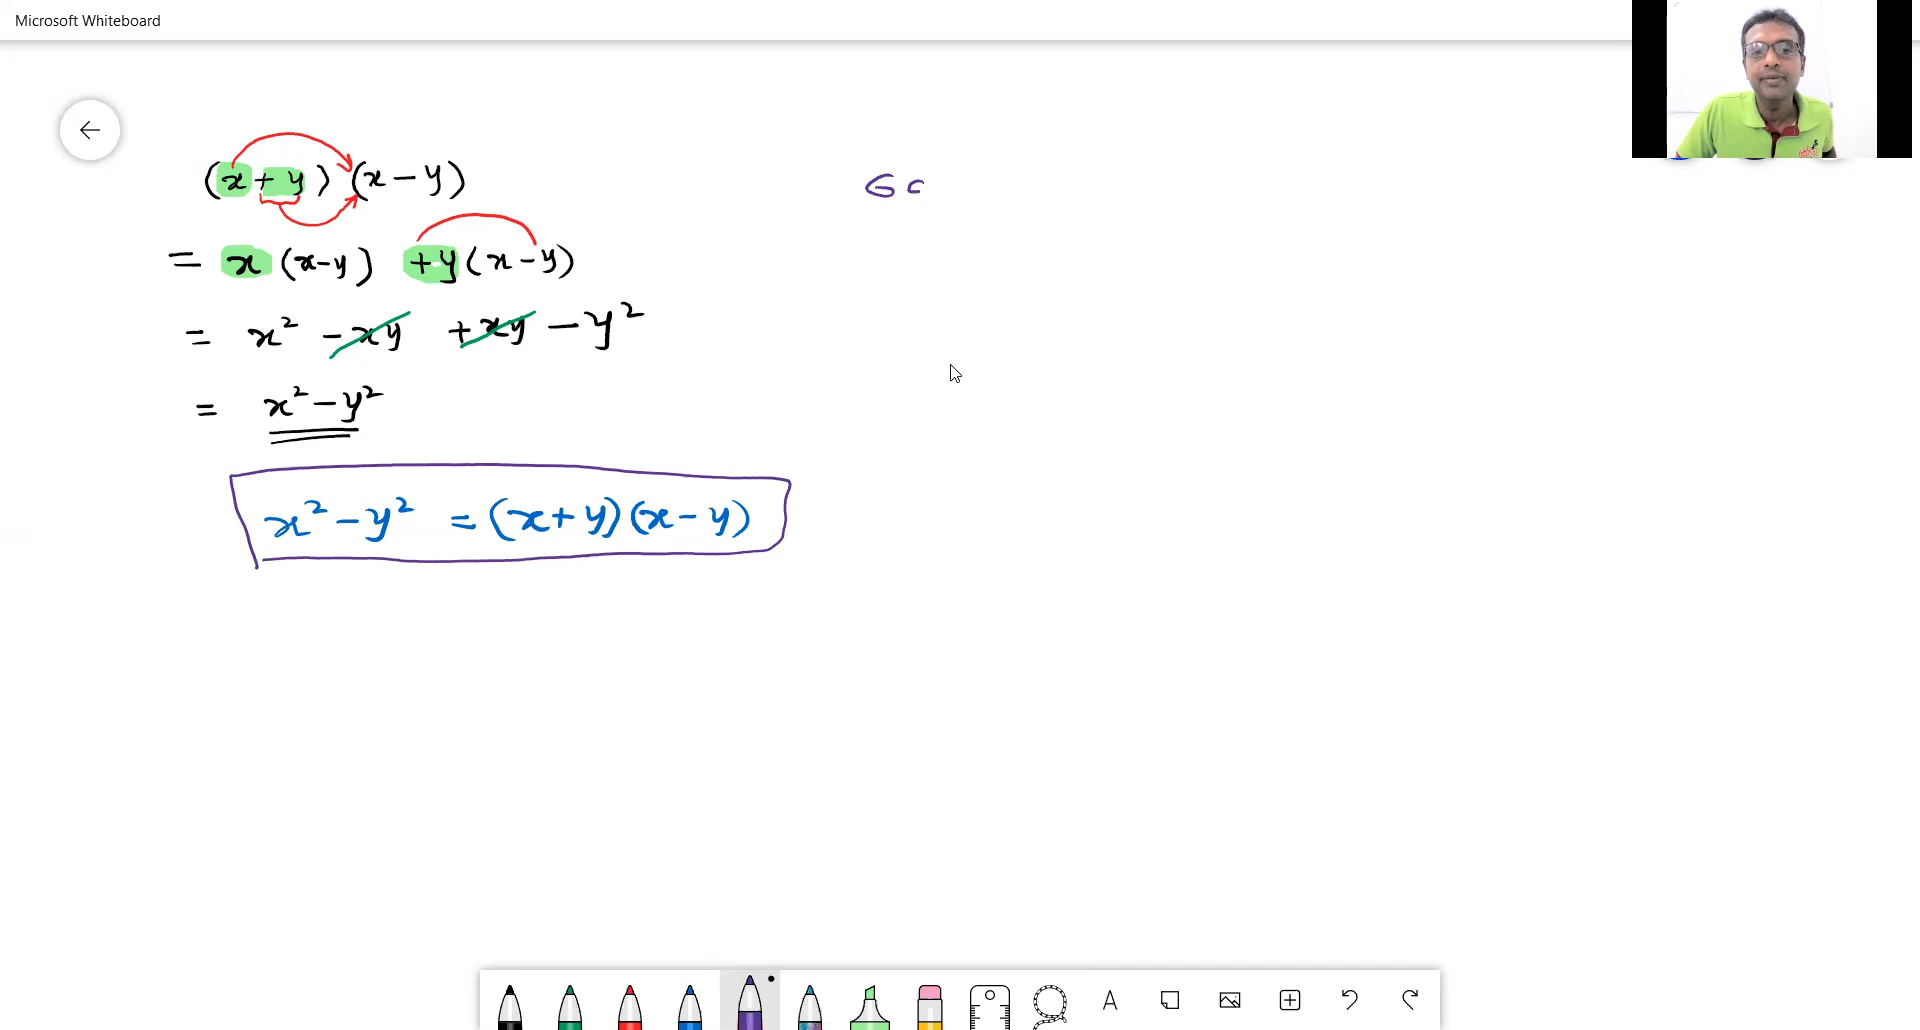 Microsoft Whiteboard
(x + y) (x - y)
= x (x - y) + y (x - y)
= x² - xy + xy - y²
= x² - y²
x² - y² = (x + y) (x - y)
A